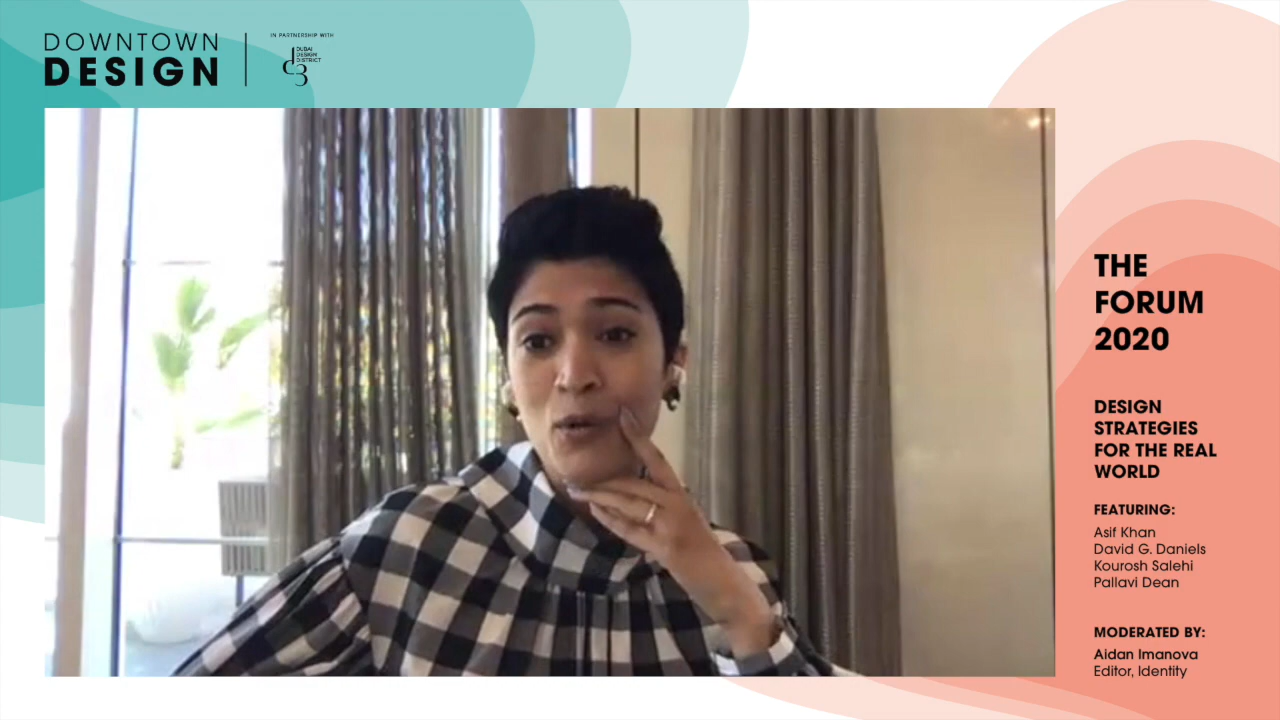 DOWNTOWN
DESIGN
IN PARTNERSHIP WITH
d3
DUBAI
DESIGN
DISTRICT
THE
FORUM
2020
DESIGN
STRATEGIES
FOR THE REAL
WORLD
FEATURING:
Asif Khan
David G. Daniels
Kourosh Salehi
Pallavi Dean
MODERATED BY:
Aidan Imanova
Editor, Identity